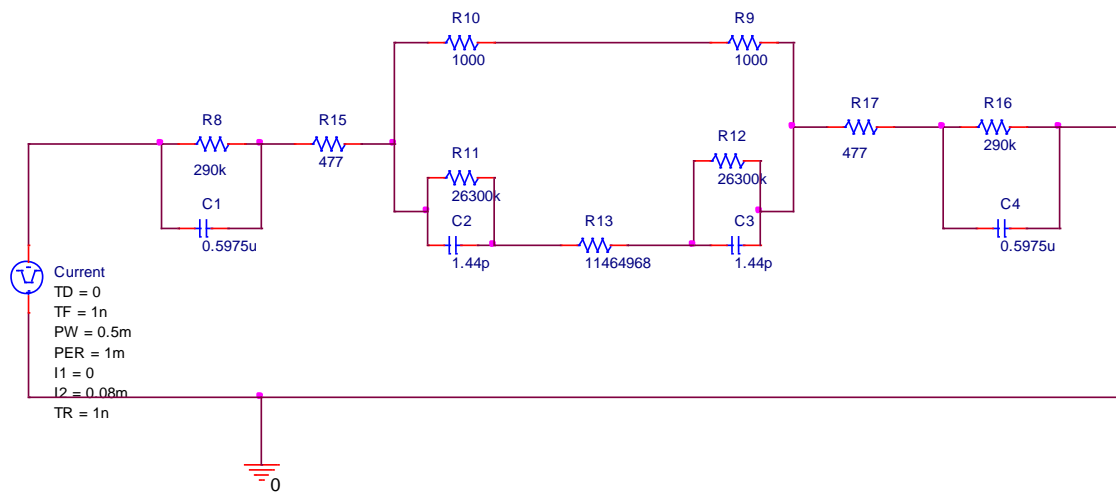 R10
1000
R9
1000
R8
290k
R15
477
R17
477
R16
290k
R11
26300k
R12
26300k
C1
0.5975u
C2
1.44p
R13
11464968
C3
1.44p
C4
0.5975u
Current
TD = 0
TF = 1n
PW = 0.5m
PER = 1m
I1 = 0
I2 = 0.08m
TR = 1n
0